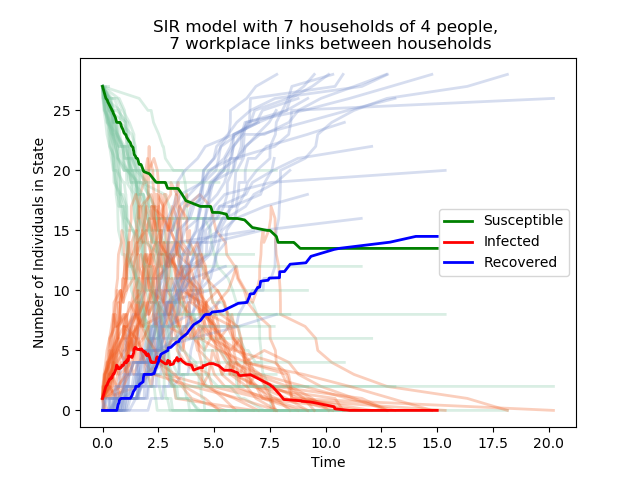 SIR model with 7 households of 4 people,
7 workplace links between households
Number of Individuals in State
25
20
15
10
5
0
Susceptible
Infected
Recovered
0.0 2.5 5.0 7.5 10.0 12.5 15.0 17.5 20.0
Time